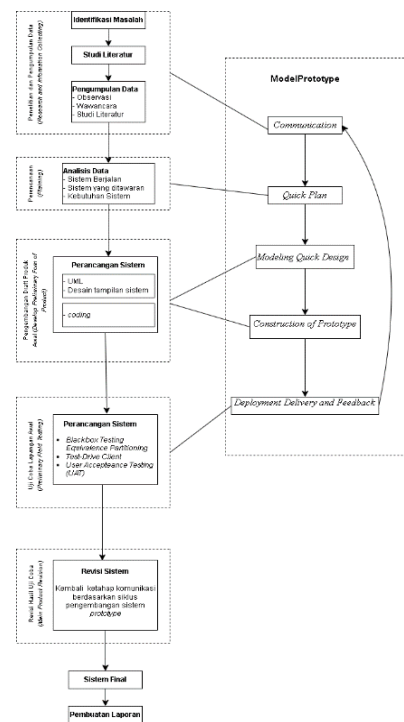 Penelitian dan Pengumpulan Data
(Research and Information Collecting)
Identifikasi Masalah
Studi Literatur
Pengumpulan Data
- Observasi
- Wawancara
- Studi Literatur
Perencanaan
(Planning)
Analisis Data
- Sistem Berjalan
- Sistem yang ditawaran
- Kebutuhan Sistem
Pengembangan Draft Produk
Awal (Develop Preliminary Form of
Product)
Perancangan Sistem
- UML
- Desain tampilan sistem
- coding
Uji Coba Lapangan Awal
(Preliminary Field Testing)
Perancangan Sistem
• Blackbox Testing
Equivalence Partitioning
• Test-Drive Client
• User Acceptance Testing
(UAT)
Revisi Hasil Uji Coba
(Main Product Revision)
Revisi Sistem
Kembali ketahap komunikasi
berdasarkan siklus
pengembangan sistem
prototype
Sistem Final
Pembuatan Laporan
ModelPrototype
Communication
Quick Plan
Modeling Quick Design
Construction of Prototype
Deployment Delivery and Feedback